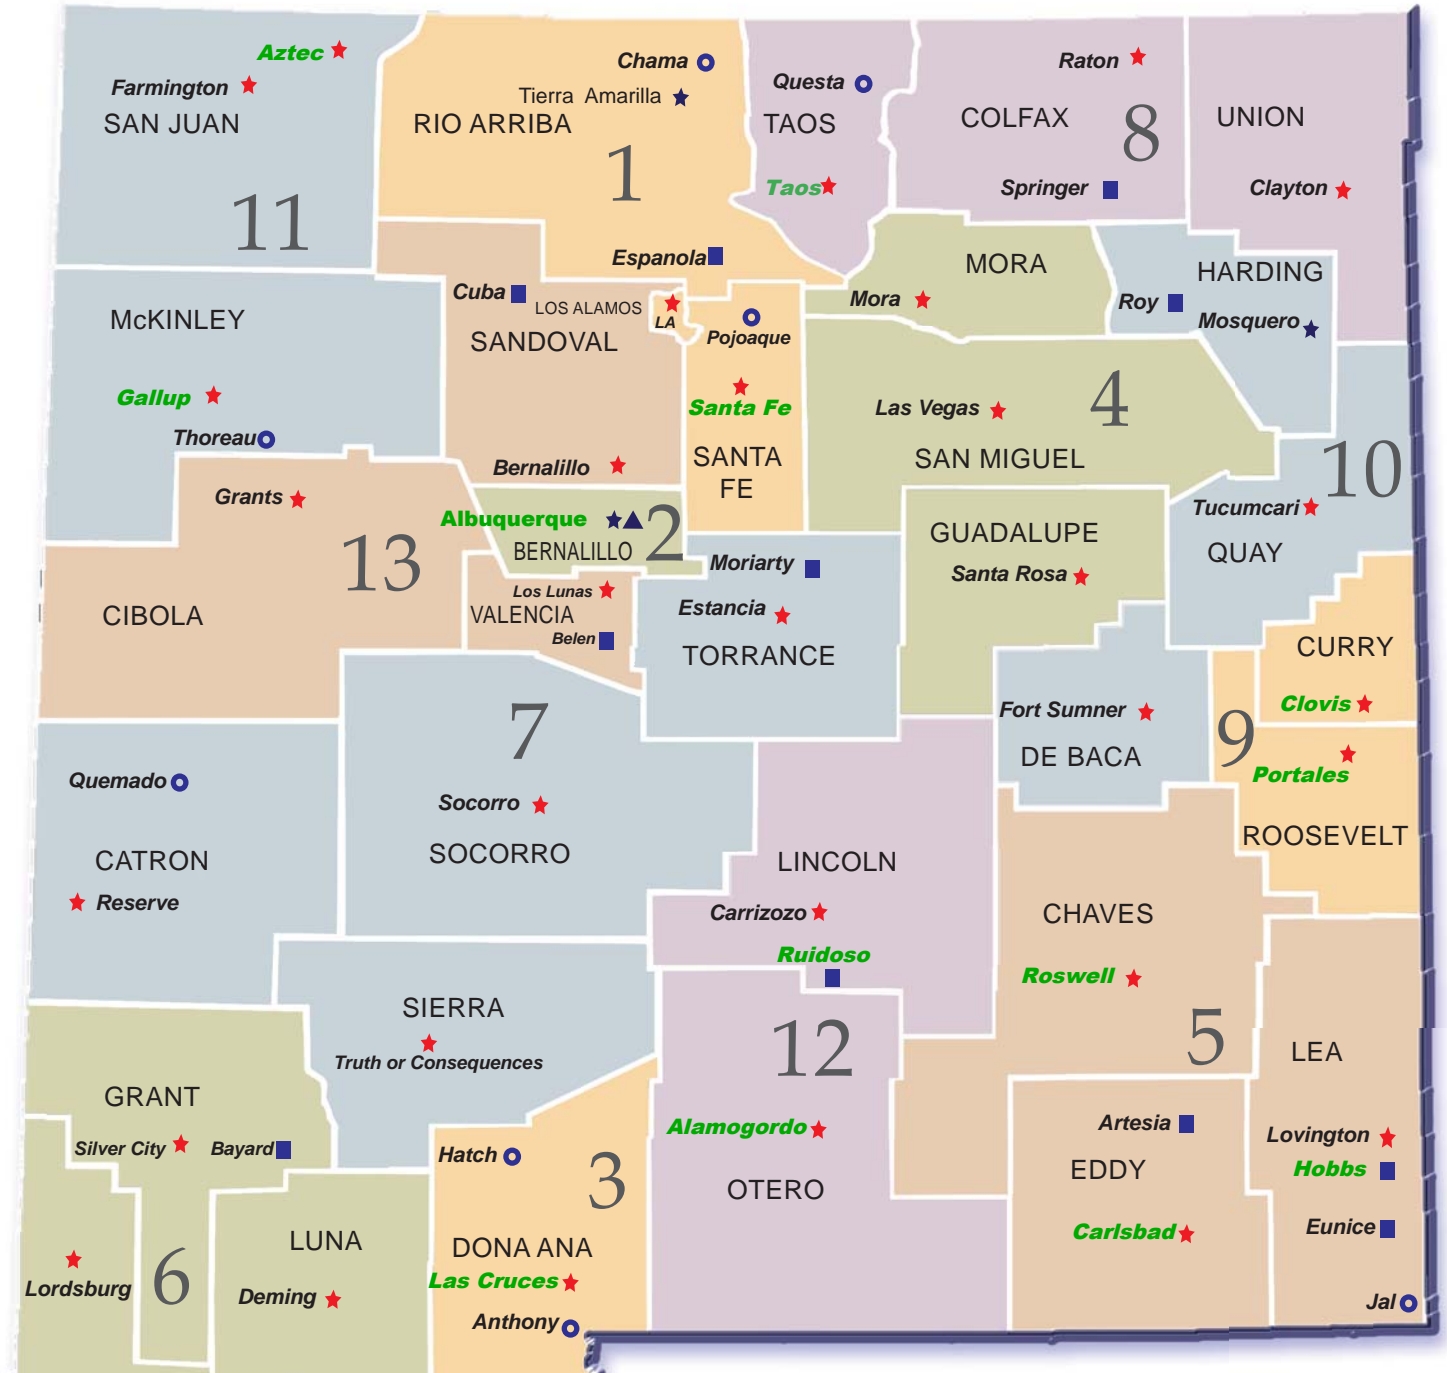 Aztec
Farmington
SAN JUAN
11
Chama
Tierra Amarilla
RIO ARRIBA
1
Espanola
Questa
TAOS
Taos
Raton
COLFAX
8
Springer
UNION
Clayton
McKINLEY
Gallup
Thoreau
Cuba
LOS ALAMOS
LA
SANDOVAL
Bernalillo
Pojoaque
Santa Fe
SANTA
FE
MORA
Mora
HARDING
Roy
Mosquero
4
Las Vegas
SAN MIGUEL
10
Tucumcari
QUAY
Grants
13
CIBOLA
Albuquerque
2
BERNALILLO
Los Lunas
VALENCIA
Belen
Moriarty
Estancia
TORRANCE
GUADALUPE
Santa Rosa
CURRY
Clovis
9
Portales
ROOSEVELT
Fort Sumner
DE BACA
7
Socorro
SOCORRO
Quemado
CATRON
Reserve
LINCOLN
Carrizozo
Ruidoso
CHAVES
Roswell
5
SIERRA
Truth or Consequences
12
Alamogordo
OTERO
LEA
Lovington
Hobbs
Eunice
Jal
Artesia
EDDY
Carlsbad
GRANT
Silver City
Bayard
Lordsburg
6
LUNA
Deming
Hatch
3
DONA ANA
Las Cruces
Anthony